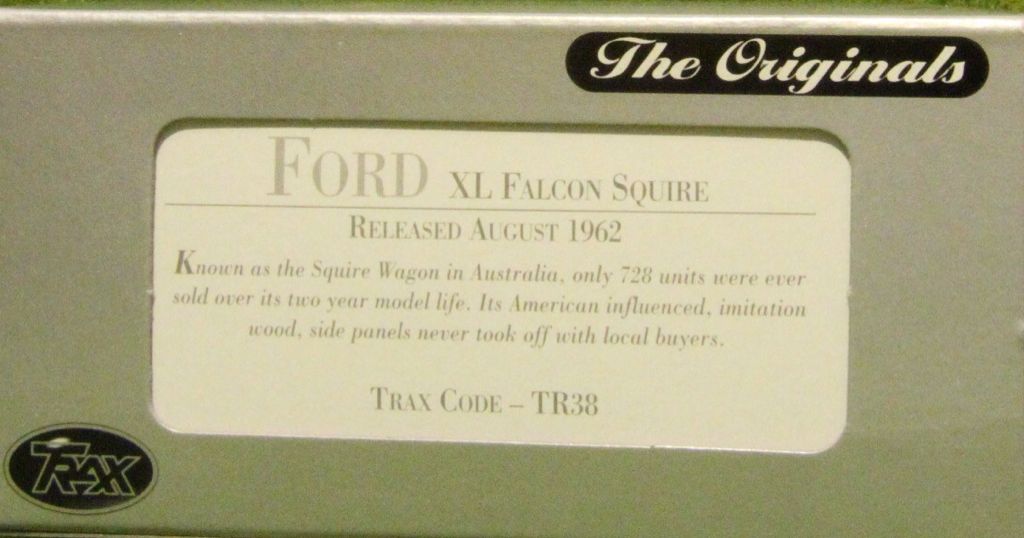 The Originals
FORD XL FALCON SQUIRE
RELEASED AUGUST 1962
Known as the Squire Wagon in Australia, only 728 units were ever
sold over its two year model life. Its American influenced, imitation
wood, side panels never took off with local buyers.
TRAX CODE – TR38
TRAX